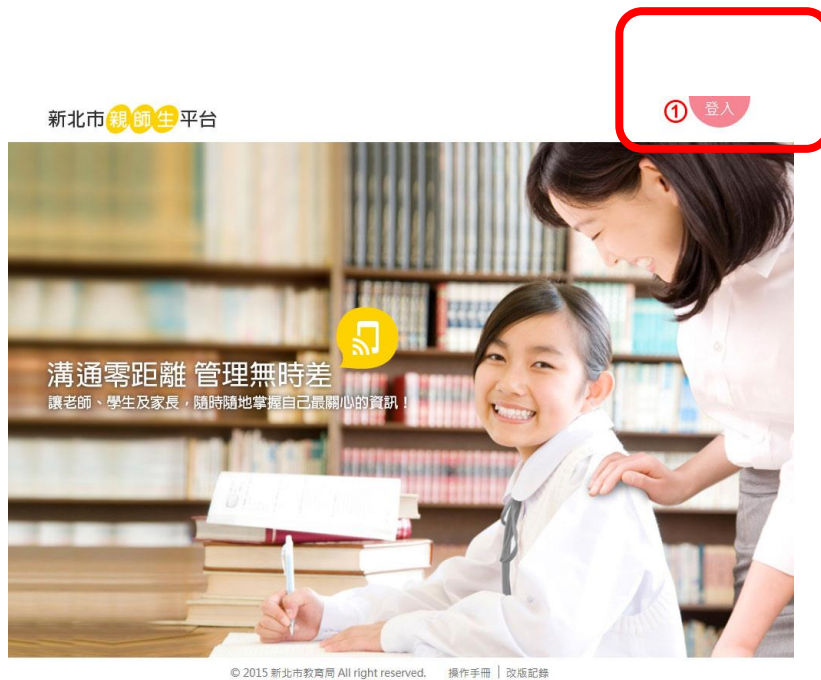 新北市親師生平台
① 登入
溝通零距離 管理無時差
讓老師、學生及家長，隨時隨地掌握自己最關心的資訊！
© 2015 新北市教育局 All right reserved. 操作手冊 | 改版記錄